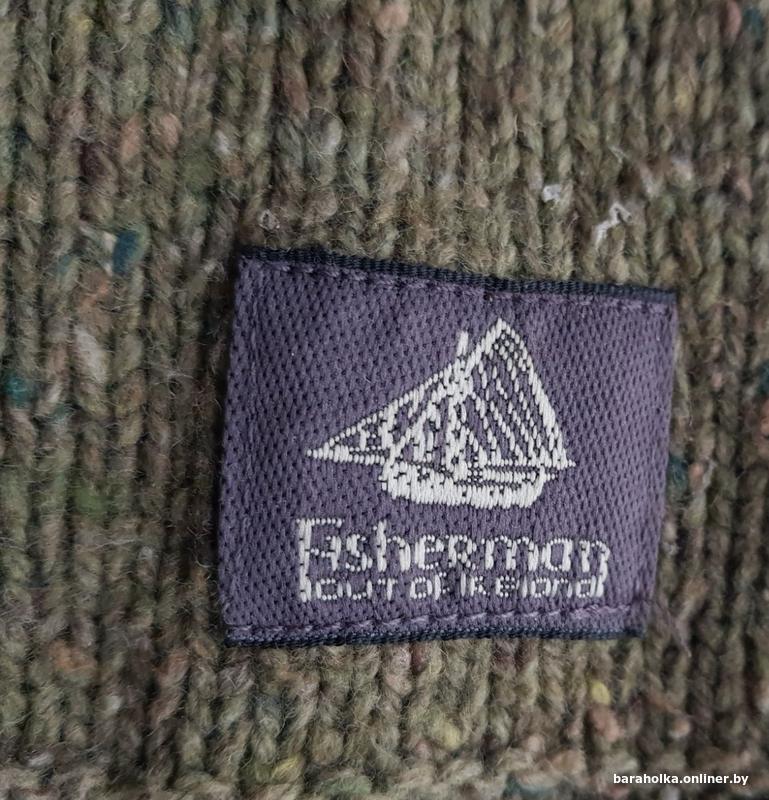 Fisherman
OUT OF IRELAND
baraholka.onliner.by